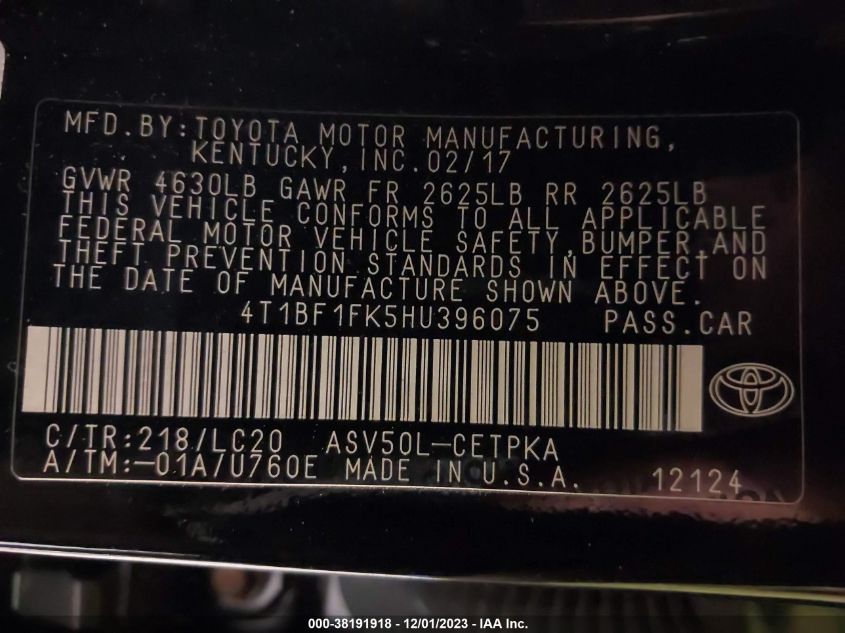 MFD.BY:TOYOTA MOTOR MANUFACTURING,
KENTUCKY,INC.02/17
GVWR 4630LB GAWR FR 2625LB RR 2625LB
THIS VEHICLE CONFORMS TO ALL APPLICABLE
FEDERAL MOTOR VEHICLE SAFETY,BUMPER,AND
THEFT PREVENTION STANDARDS IN EFFECT ON
THE DATE OF MANUFACTURE SHOWN ABOVE.
4T1BF1FK5HU396075 PASS.CAR
C/TR:218/LC20 ASV50L-CETPKA
A/TM:-01A/U760E MADE IN U.S.A. 12124
000-38191918 - 12/01/2023 - IAA Inc.